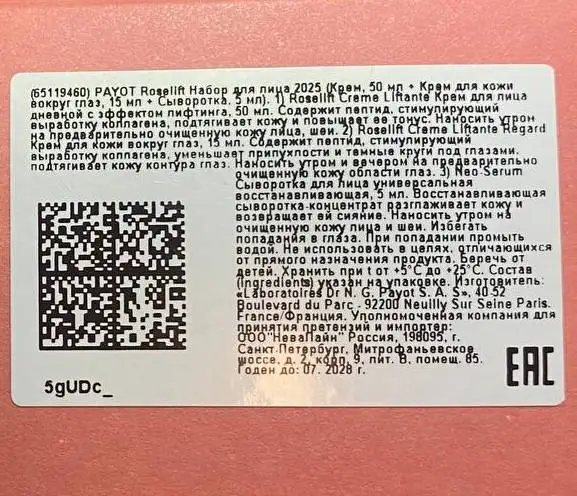 (65119460) PAYOT Roselift Набор для лица 2025 (Крем, 50 мл + Крем для кожи
вокруг глаз, 15 мл + Сыворотка, 5 мл). 1) Roselift Creme Liftante Крем для лица
дневной с эффектом лифтинга, 50 мл. Содержит пептид, стимулирующий
выработку коллагена, подтягивает кожу и повышает ее тонус. Наносить утром
на предварительно очищенную кожу лица, шеи. 2) Roselift Creme Liftante Regard
Крем для кожи вокруг глаз, 15 мл. Содержит пептид, стимулирующий
выработку коллагена, уменьшает припухлости и темные круги под глазами,
подтягивает кожу контура глаз. Наносить утром и вечером на предварительно
очищенную кожу области глаз. 3) Neo Serum
Сыворотка для лица универсальная
восстанавливающая, 5 мл. Восстанавливающая
сыворотка-концентрат разглаживает кожу и
возвращает ей сияние. Наносить утром на
очищенную кожу лица и шеи. Избегать
попадания в глаза. При попадании промыть
водой. Не использовать в целях, отличающихся
от прямого назначения продукта. Беречь от
детей. Хранить при t от +5°C до +25°C. Состав
(Ingredients) указан на упаковке. Изготовитель:
«Laboratoires Dr N. G. Payot S. A. S», 40-52
Boulevard du Parc - 92200 Neuilly Sur Seine Paris.
France/Франция. Уполномоченная компания для
принятия претензий и импортер:
ООО"НеваЛайн" Россия, 198095, г.
Санкт-Петербург, Митрофаньевское
шоссе, д. 2, корп. 9, лит. В, помещ. 85.
Годен до: 07. 2028 г.
5gUDc_
EAC